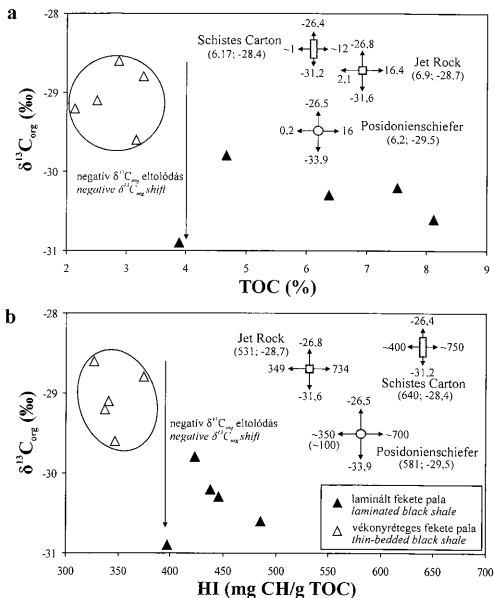 a
-28
-29
-30
-31
δ¹³Corg (‰)
2 3 4 5 6 7 8 9
TOC (%)
negatív δ¹³Corg eltolódás
negative δ¹³Corg shift
-26.4
Schistes Carton
(6.17; -28.4)
~1
~12
-31,2
-26.8
Jet Rock
(6.9; -28.7)
2,1
16.4
-31,6
-26.5
Posidonienschiefer
(6,2; -29.5)
0,2
16
-33.9
b
-28
-29
-30
-31
δ¹³Corg (‰)
300 350 400 450 500 550 600 650 700
HI (mg CH/g TOC)
negatív δ¹³Corg eltolódás
negative δ¹³Corg shift
Jet Rock
(531; -28,7)
-26,8
349
734
-31,6
-26,4
~400
~750
-31,2
Schistes Carton
(640; -28,4)
-26,5
~350
(~100)
~700
-33,9
Posidonienschiefer
(581; -29.5)
laminált fekete pala
laminated black shale
vékonyréteges fekete pala
thin-bedded black shale